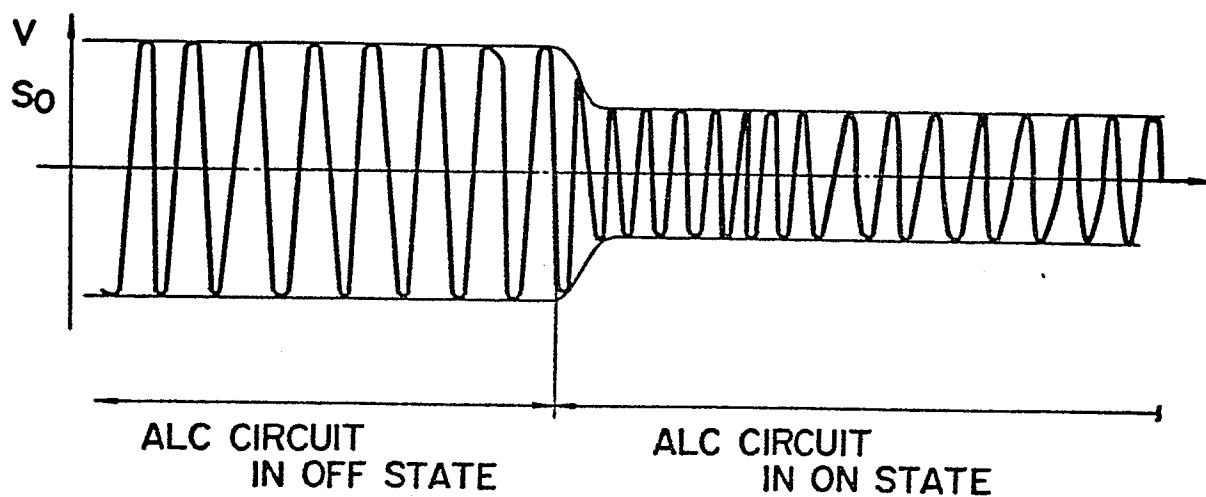 V
So
ALC CIRCUIT
IN OFF STATE
ALC CIRCUIT
IN ON STATE